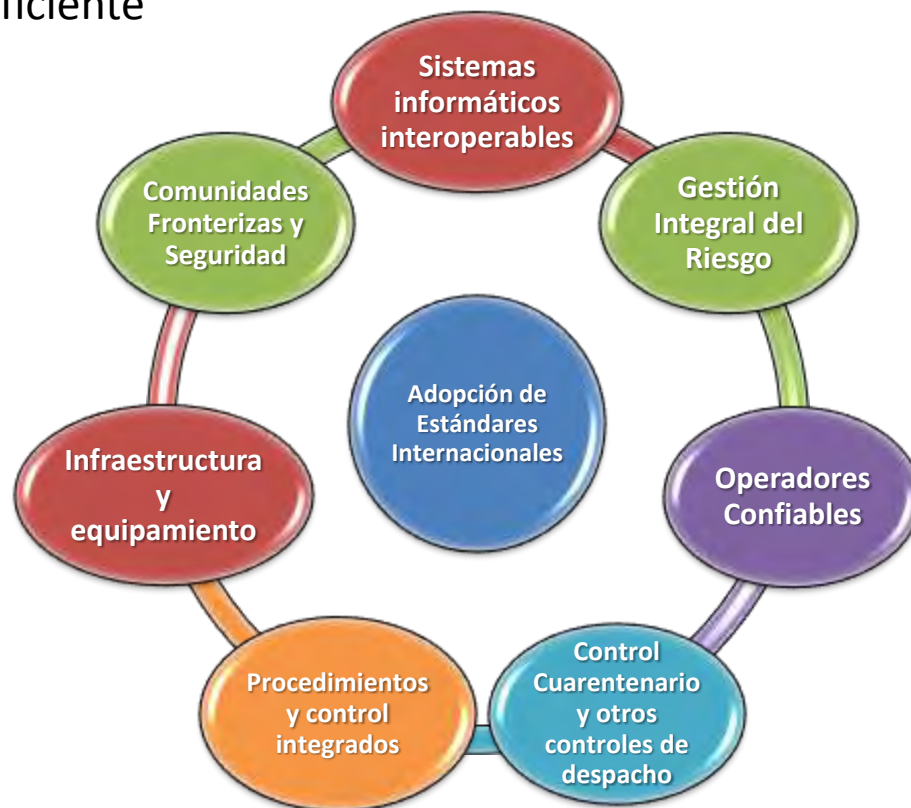 ficiente
Sistemas
informáticos
interoperables
Gestión
Integral del
Riesgo
Operadores
Confiables
Control
Cuarentenario
y otros
controles de
despacho
Procedimientos
y control
integrados
Infraestructura
y
equipamiento
Comunidades
Fronterizas y
Seguridad
Adopción de
Estándares
Internacionales